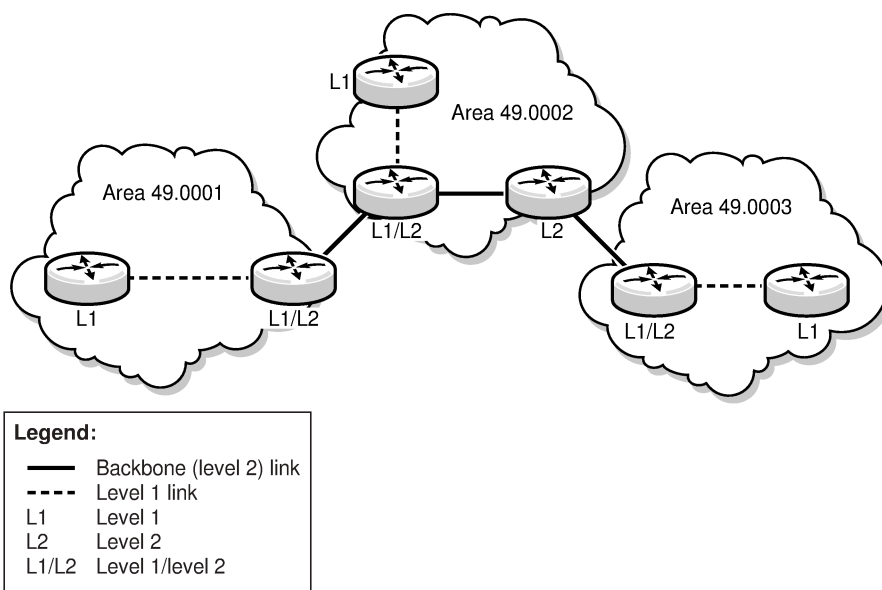 L1
Area 49.0002
Area 49.0001
L1/L2
L2
Area 49.0003
L1
L1/L2
L1/L2
L1
Legend:
Backbone (level 2) link
Level 1 link
L1 Level 1
L2 Level 2
L1/L2 Level 1/level 2